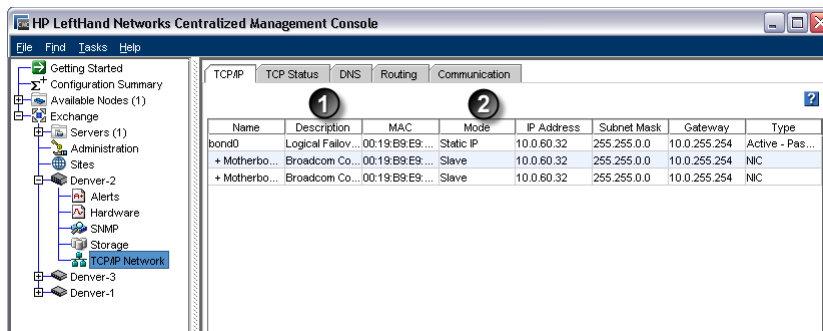 HP LeftHand Networks Centralized Management Console
File Find Tasks Help
Getting Started
Configuration Summary
Available Nodes (1)
Exchange
Servers (1)
Administration
Sites
Denver-2
Alerts
Hardware
SNMP
Storage
TCP/IP Network
Denver-3
Denver-1
TCP/IP TCP Status DNS Routing Communication
1 2
?
Name Description MAC Mode IP Address Subnet Mask Gateway Type
bond0 Logical Failov... 00:19:B9:E9:... Static IP 10.0.60.32 255.255.0.0 10.0.255.254 Active - Pas...
+ Motherbo... Broadcom Co... 00:19:B9:E9:... Slave 10.0.60.32 255.255.0.0 10.0.255.254 NIC
+ Motherbo... Broadcom Co... 00:19:B9:E9:... Slave 10.0.60.32 255.255.0.0 10.0.255.254 NIC